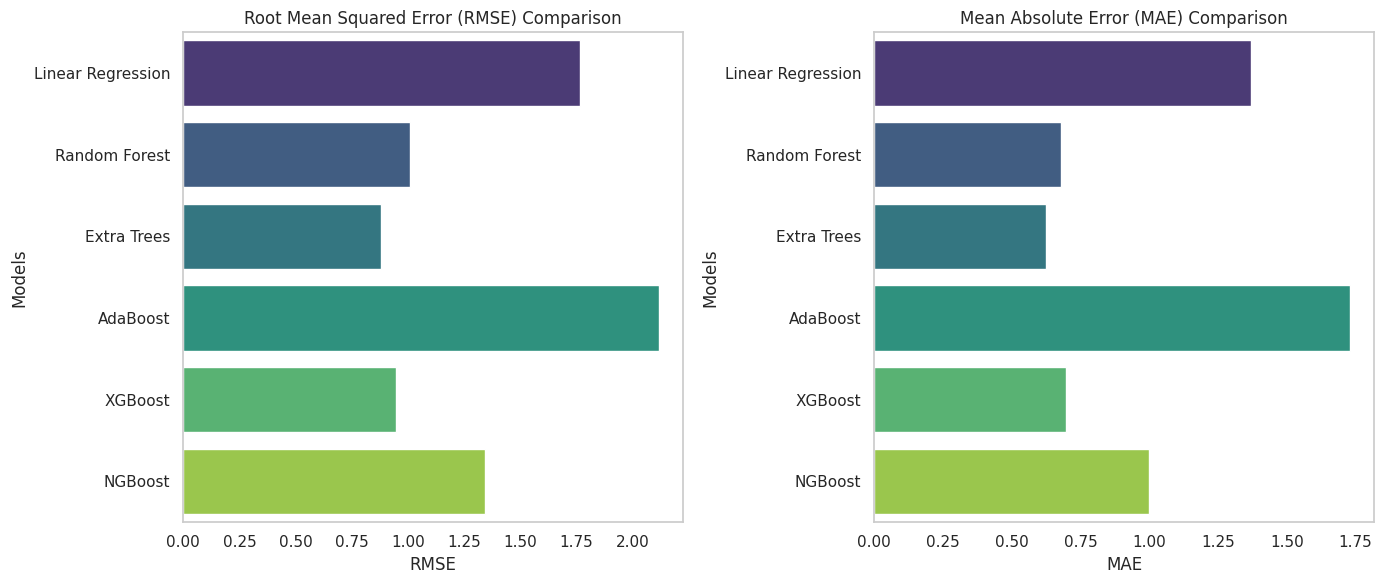 Root Mean Squared Error (RMSE) Comparison
Models
Linear Regression
Random Forest
Extra Trees
AdaBoost
XGBoost
NGBoost
0.00 0.25 0.50 0.75 1.00 1.25 1.50 1.75 2.00
RMSE
Mean Absolute Error (MAE) Comparison
Models
Linear Regression
Random Forest
Extra Trees
AdaBoost
XGBoost
NGBoost
0.00 0.25 0.50 0.75 1.00 1.25 1.50 1.75
MAE